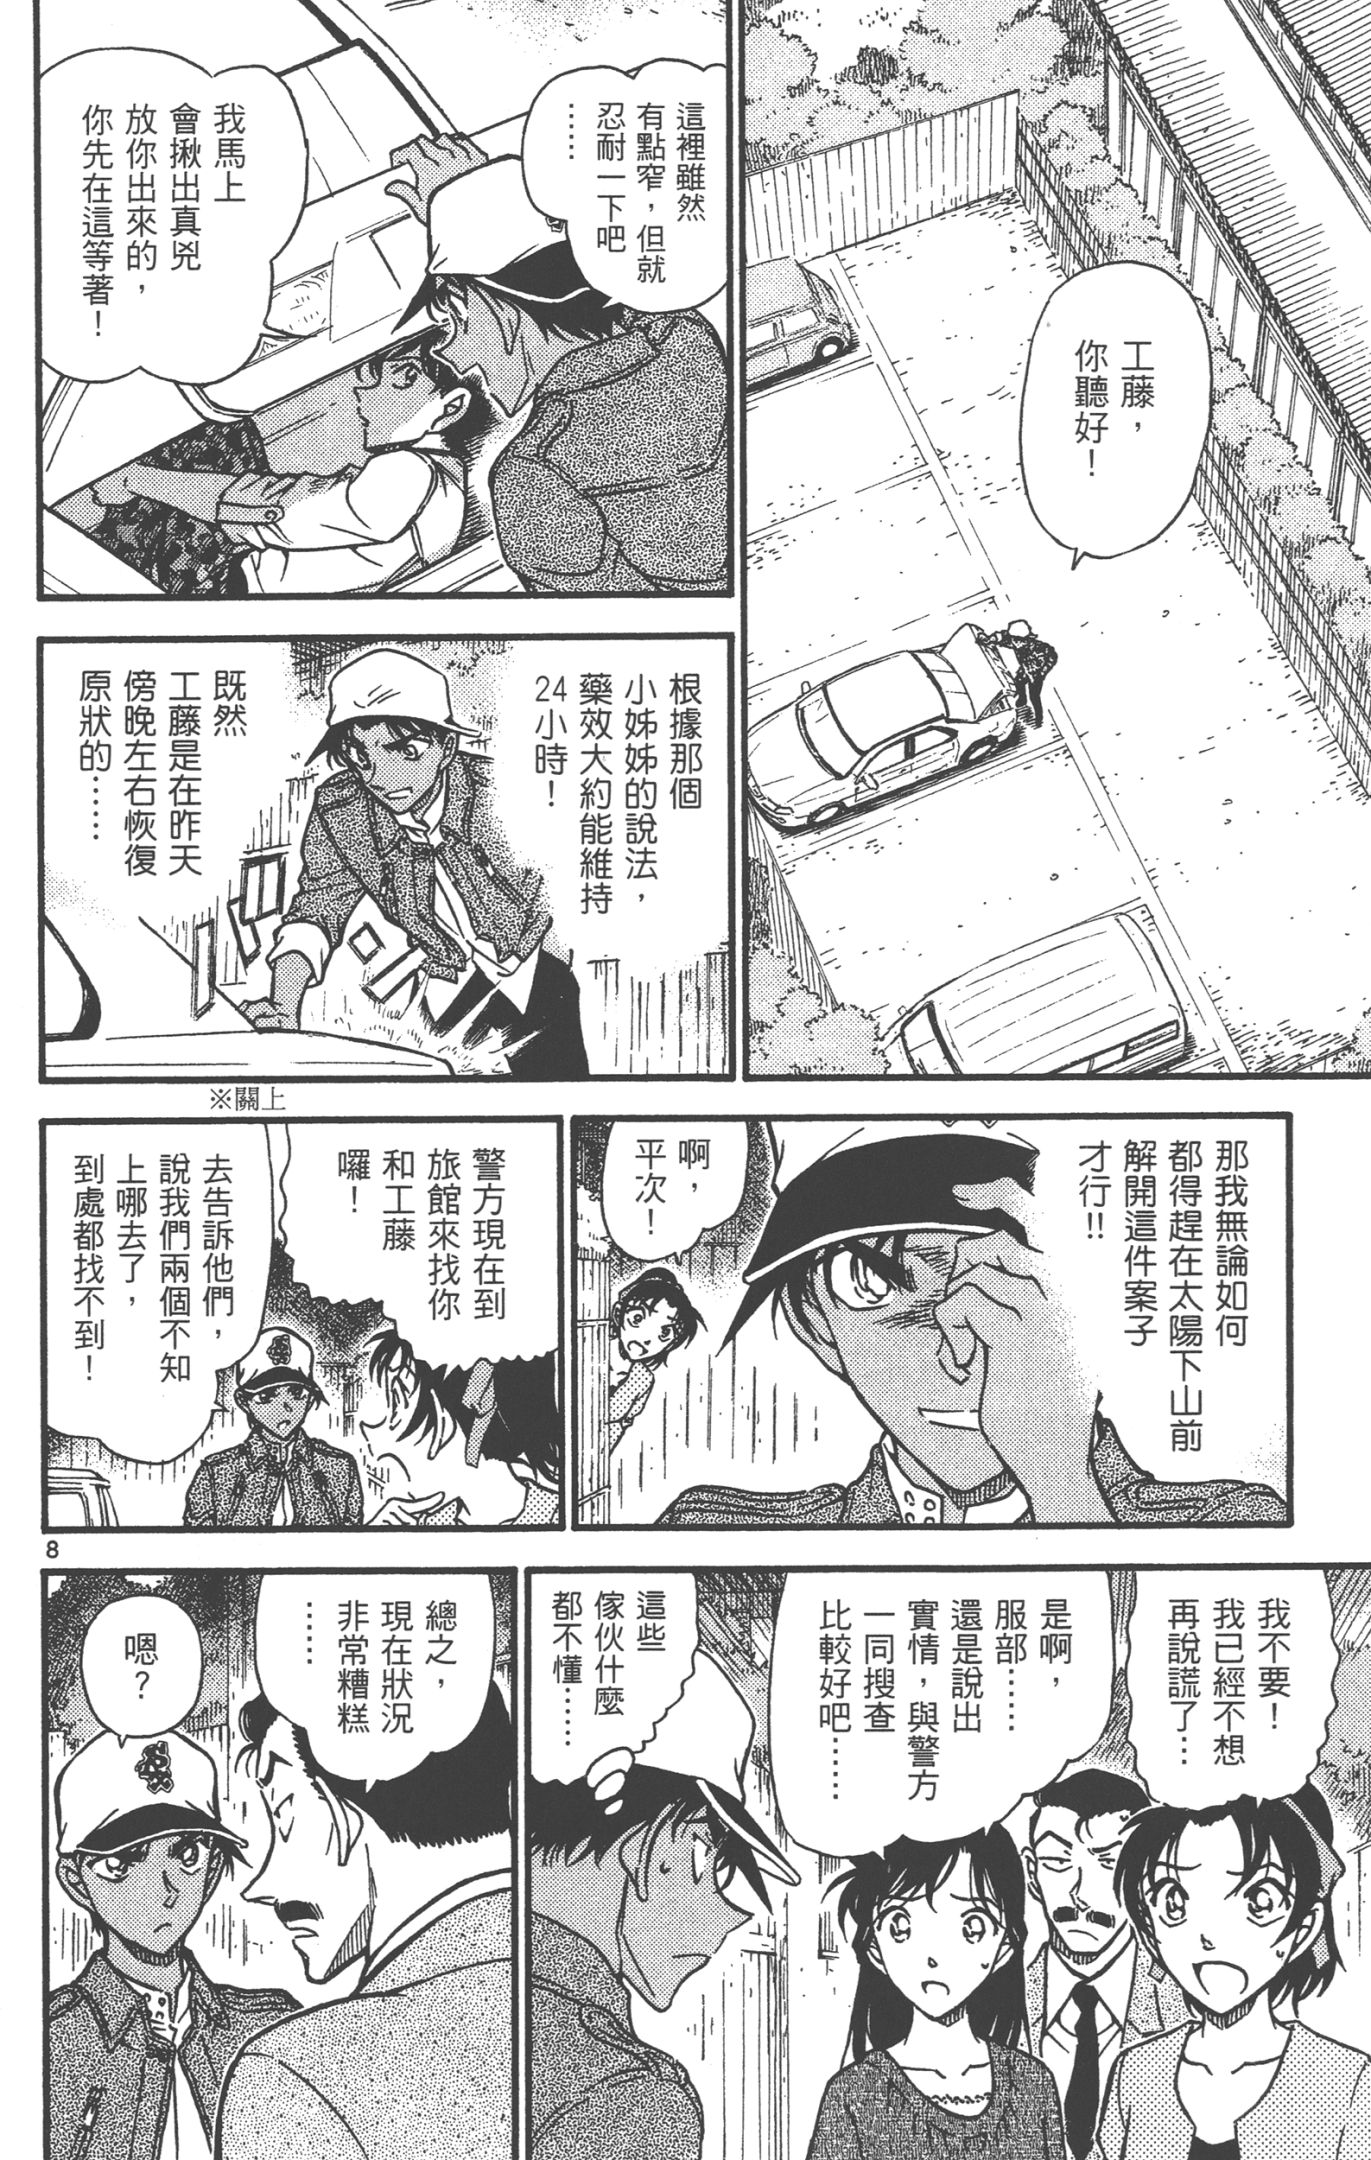 工藤，
你聽好！
這裡雖然
有點窄，但就
忍耐一下吧
……
我馬上
會揪出真兇
放你出來的，
你先在這等著！
根據那個
小姊姊的說法，
藥效大約能維持
24小時！
既然
工藤是在昨天
傍晚左右恢復
原狀的……
※關上
那我無論如何
都得趕在太陽下山前
解開這件案子
才行!!
啊，
平次！
警方現在到
旅館來找你
和工藤
囉！
去告訴他們，
說我們兩個不知
上哪去了，
到處都找不到！
8
我不要！
我已經不想
再說謊了…
是啊，
服部……
還是說出
實情，與警方
一同搜查
比較好吧……
這些
傢伙什麼
都不懂……
總之，
現在狀況
非常糟糕
……
嗯？